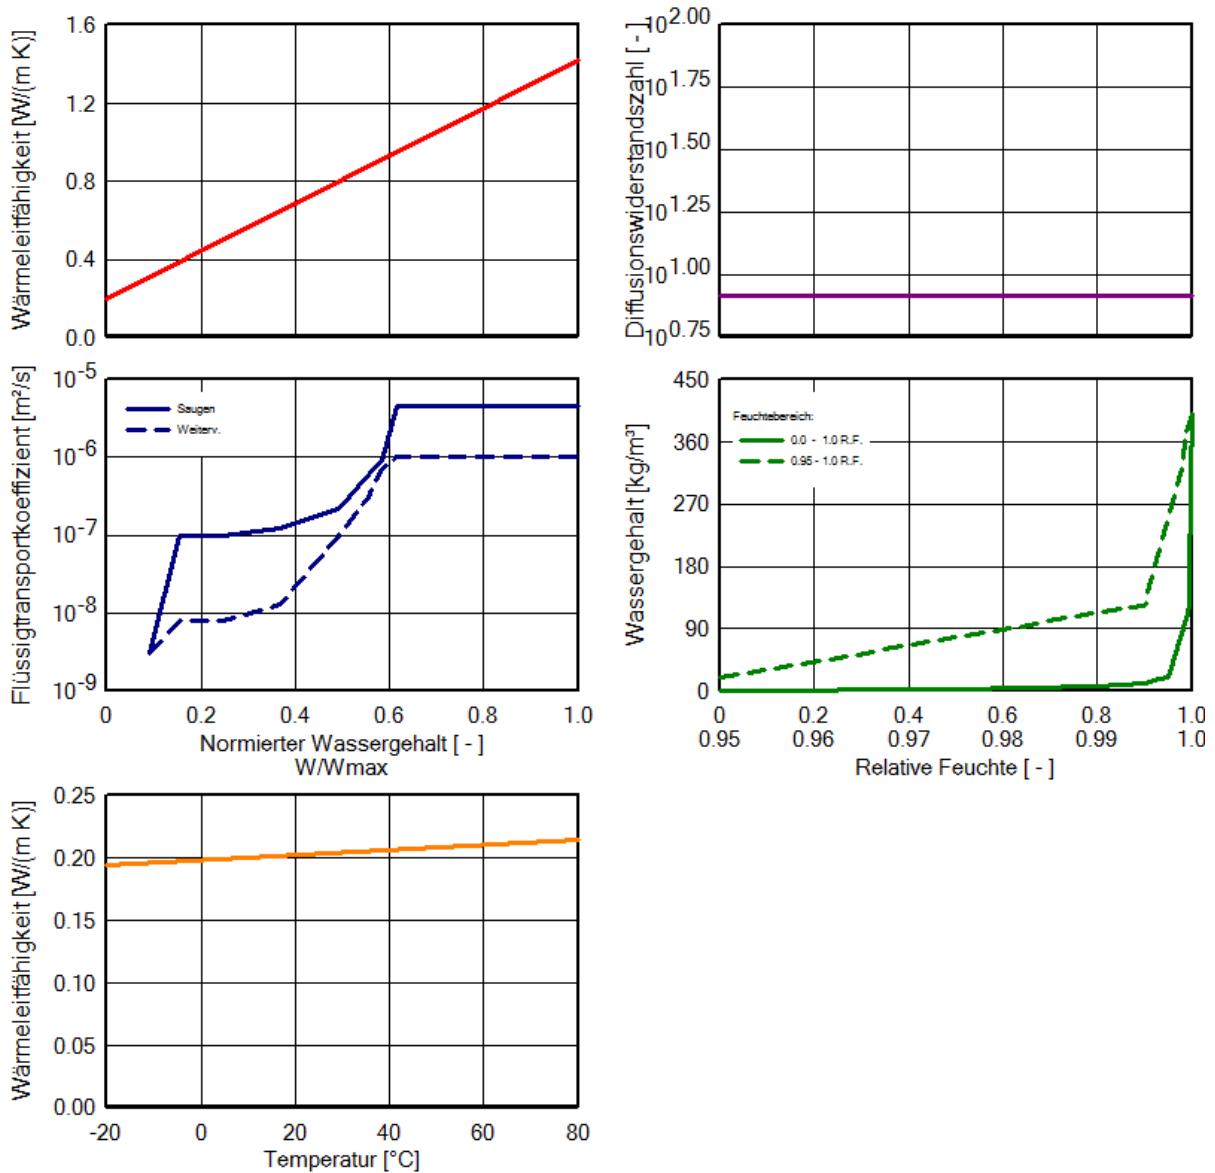 Wärmeleitfähigkeit [W/(m K)]
1.6
1.2
0.8
0.4
0.0
Diffusionswiderstandszahl [ - ]
10^2.00
10^1.75
10^1.50
10^1.25
10^1.00
10^0.75
Flüssigtransportkoeffizient [m²/s]
10^-5
10^-6
10^-7
10^-8
10^-9
Saugen
Weiterv.
0 0.2 0.4 0.6 0.8 1.0
Normierter Wassergehalt [ - ]
W/Wmax
Wassergehalt [kg/m³]
450
360
270
180
90
0
Feuchtebereich:
0.0 - 1.0 R.F.
0.95 - 1.0 R.F.
0 0.2 0.4 0.6 0.8 1.0
0.95 0.96 0.97 0.98 0.99 1.0
Relative Feuchte [ - ]
Wärmeleitfähigkeit [W/(m K)]
0.25
0.20
0.15
0.10
0.05
0.00
-20 0 20 40 60 80
Temperatur [°C]